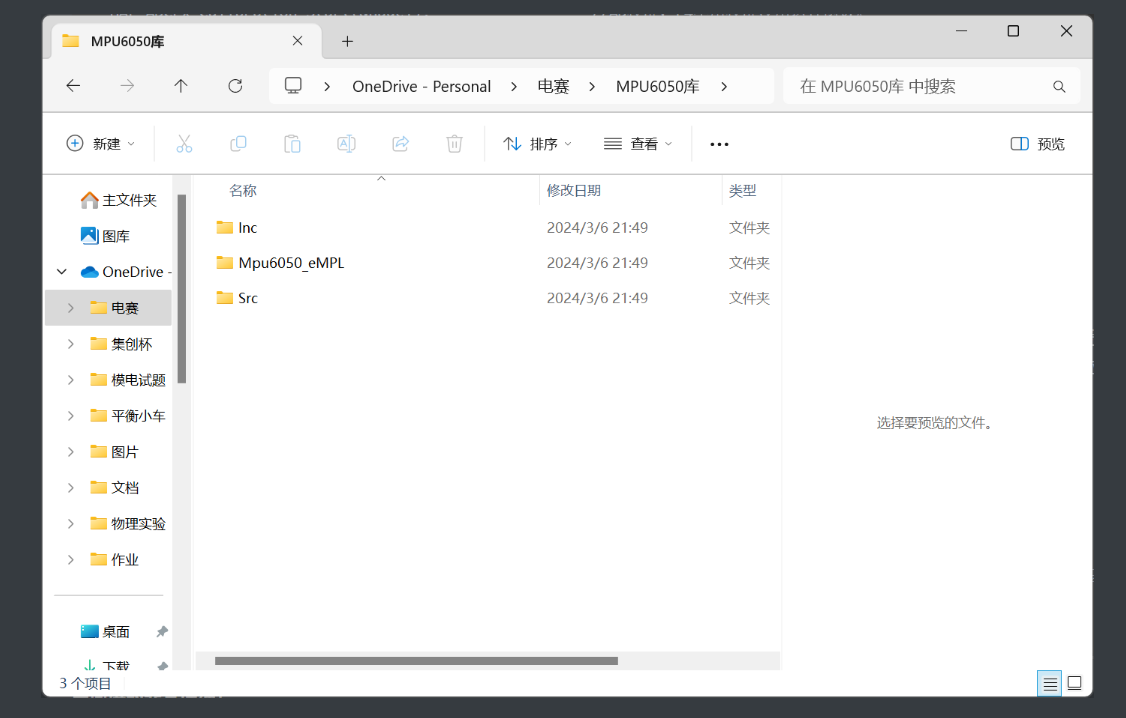 MPU6050库
OneDrive - Personal 电赛 MPU6050库
在 MPU6050库 中搜索
新建 排序 查看 预览
名称 修改日期 类型
主文件夹
图库
OneDrive -
电赛
集创杯
模电试题
平衡小车
图片
文档
物理实验
作业
桌面
下载
Inc 2024/3/6 21:49 文件夹
Mpu6050_eMPL 2024/3/6 21:49 文件夹
Src 2024/3/6 21:49 文件夹
选择要预览的文件。
3 个项目